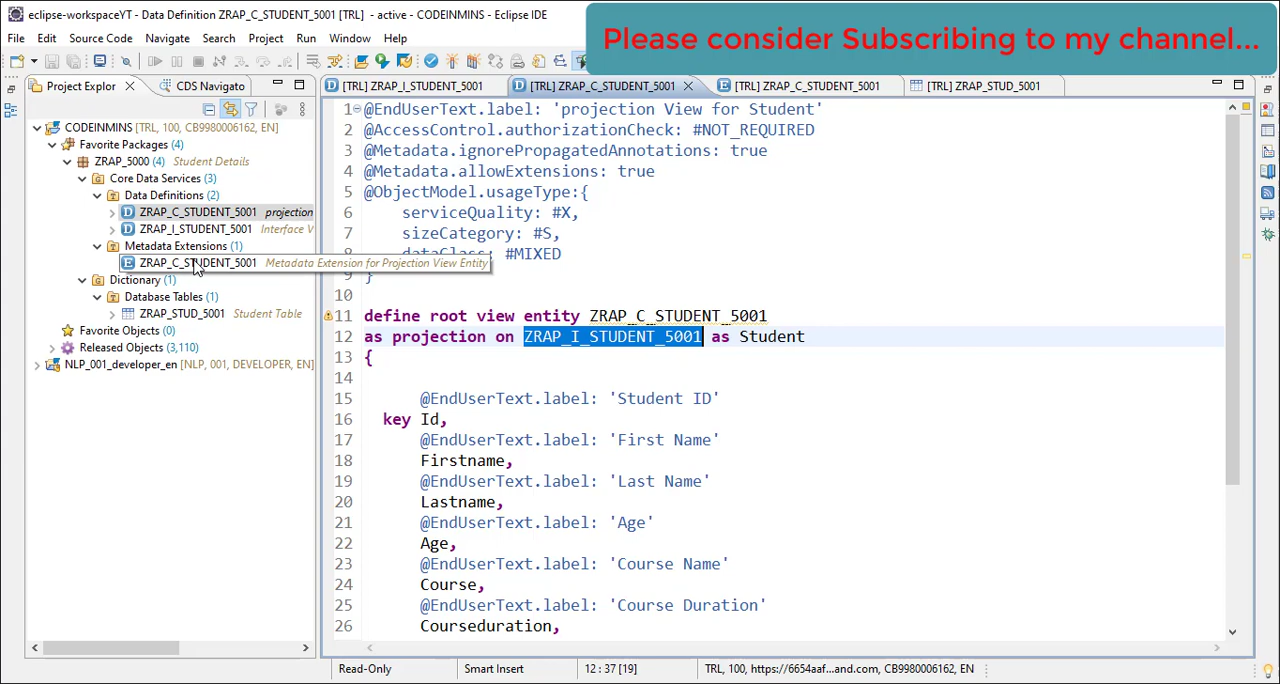 eclipse-workspaceYT - Data Definition ZRAP_C_STUDENT_5001 [TRL] - active - CODEINMINS - Eclipse IDE
Please consider Subscribing to my channel...
File Edit Source Code Navigate Search Project Run Window Help
Project Explor CDS Navigato
[TRL] ZRAP_I_STUDENT_5001 [TRL] ZRAP_C_STUDENT_5001 [TRL] ZRAP_C_STUDENT_5001 [TRL] ZRAP_STUD_5001
CODEINMINS [TRL, 100, CB9980006162, EN]
Favorite Packages (4)
ZRAP_5000 (4) Student Details
Core Data Services (3)
Data Definitions (2)
ZRAP_C_STUDENT_5001 projection
ZRAP_I_STUDENT_5001 Interface V
Metadata Extensions (1)
ZRAP_C_STUDENT_5001 Metadata Extension for Projection View Entity
Dictionary (1)
Database Tables (1)
ZRAP_STUD_5001 Student Table
Favorite Objects (0)
Released Objects (3,110)
NLP_001_developer_en [NLP, 001, DEVELOPER, EN]
1 @EndUserText.label: 'projection View for Student'
2 @AccessControl.authorizationCheck: #NOT_REQUIRED
3 @Metadata.ignorePropagatedAnnotations: true
4 @Metadata.allowExtensions: true
5 @ObjectModel.usageType:{
6 serviceQuality: #X,
7 sizeCategory: #S,
8 dataClass: #MIXED
9 }
10
11 define root view entity ZRAP_C_STUDENT_5001
12 as projection on ZRAP_I_STUDENT_5001 as Student
13 {
14
15 @EndUserText.label: 'Student ID'
16 key Id,
17 @EndUserText.label: 'First Name'
18 Firstname,
19 @EndUserText.label: 'Last Name'
20 Lastname,
21 @EndUserText.label: 'Age'
22 Age,
23 @EndUserText.label: 'Course Name'
24 Course,
25 @EndUserText.label: 'Course Duration'
26 Courseduration,
Read-Only Smart Insert 12 : 37 [19] TRL, 100, https://6654aaf...and.com, CB9980006162, EN